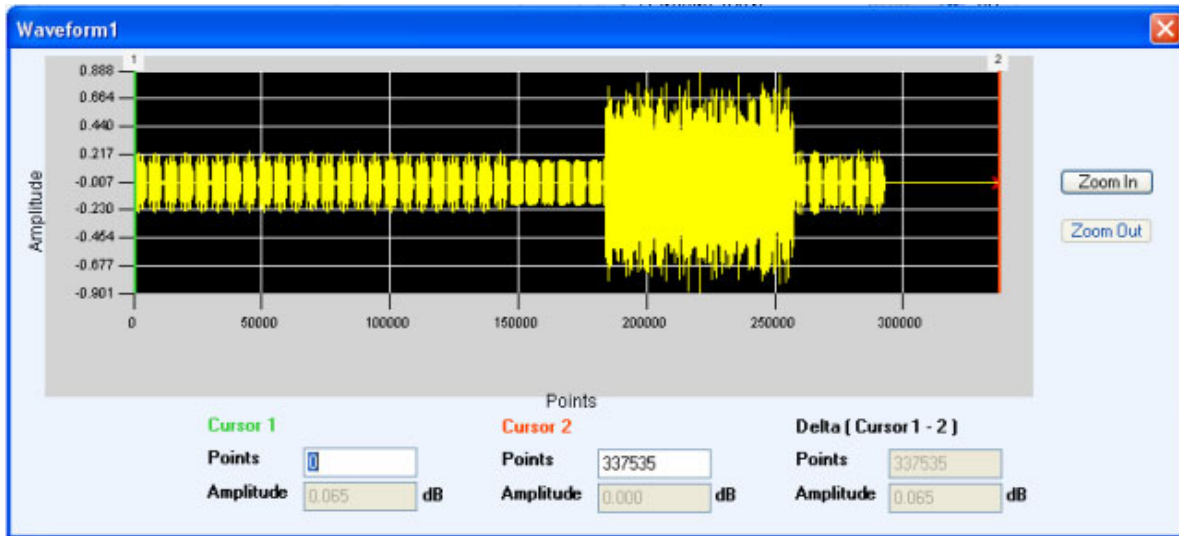 Waveform1
1 2
0.888
0.664
0.440
0.217
-0.007
-0.230
-0.454
-0.677
-0.901
Amplitude
0 50000 100000 150000 200000 250000 300000
Points
Zoom In
Zoom Out
Cursor 1 Cursor 2 Delta ( Cursor 1 - 2 )
Points 0 Points 337535 Points 337535
Amplitude 0.065 dB Amplitude 0.000 dB Amplitude 0.065 dB